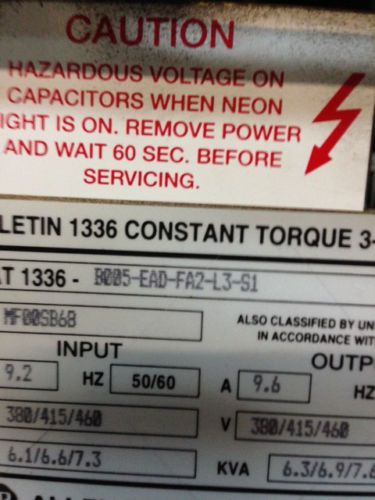 CAUTION
HAZARDOUS VOLTAGE ON
CAPACITORS WHEN NEON
IGHT IS ON. REMOVE POWER
AND WAIT 60 SEC. BEFORE
SERVICING.
LETIN 1336 CONSTANT TORQUE 3-
AT 1336 - B005-EAD-FA2-L3-S1
MF00SB68
ALSO CLASSIFIED BY UN
IN ACCORDANCE WIT
INPUT OUTP
9.2 HZ 50/60 A 9.6 HZ
380/415/460 V 380/415/460
6.1/6.6/7.3 KVA 6.3/6.9/7.6